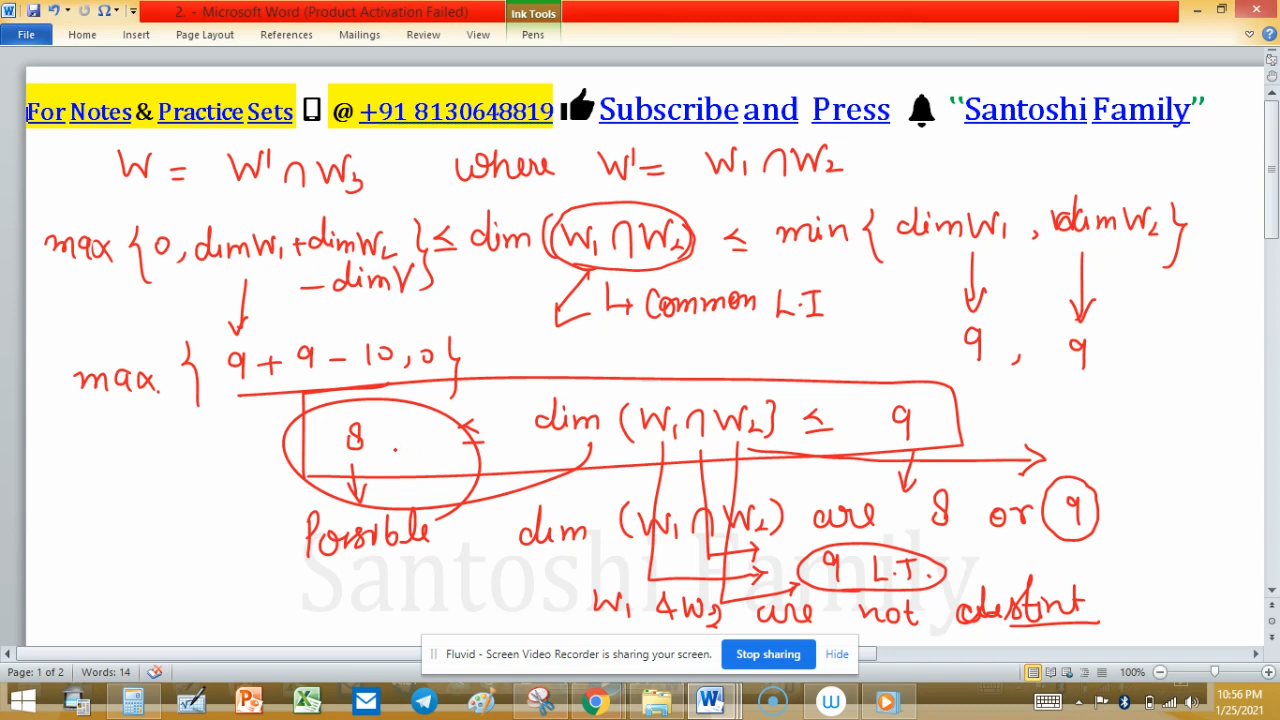 2. - Microsoft Word (Product Activation Failed)
Ink Tools
File Home Insert Page Layout References Mailings Review View Pens
For Notes & Practice Sets @ +91 8130648819 Subscribe and Press "Santoshi Family"
W = W' ∩ W3 where W' = W1 ∩ W2
max {0, dimW1 + dimW2 - dimV} ≤ dim (W1 ∩ W2) ≤ min { dimW1 , dimW2 }
↳ Common L.I
9 , 9
max. { 9 + 9 - 10, 0 }
8 ≤ dim (W1 ∩ W2) ≤ 9
Possible dim (W1 ∩ W2) are 8 or 9
9 L.I.
W1 & W2 are not destint
Santoshi Family
Fluvid - Screen Video Recorder is sharing your screen. Stop sharing Hide
Page: 1 of 2 Words: 14 100%
10:56 PM
1/25/2021